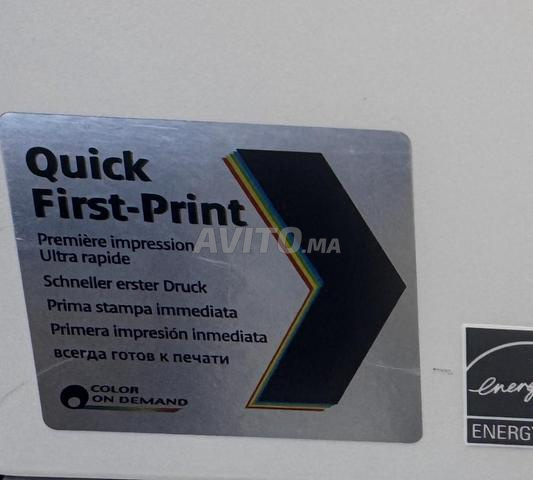 Quick
First-Print
Première impression
Ultra rapide
Schneller erster Druck
Prima stampa immediata
Primera impresión inmediata
всегда готов к печати
COLOR
ON DEMAND
AVITO.MA
energ
ENERGY